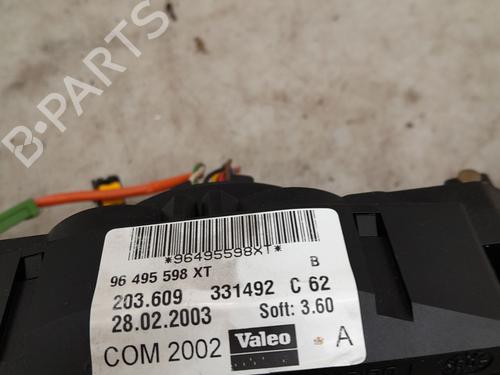 B-PARTS
*96495598XT*
96 495 598 XT B
203.609 331492 C 62
28.02.2003 Soft: 3.60
COM 2002 Valeo A